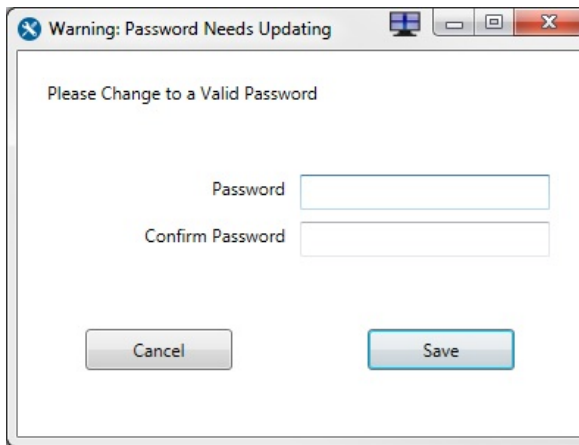 Warning: Password Needs Updating
Please Change to a Valid Password
Password
Confirm Password
Cancel
Save